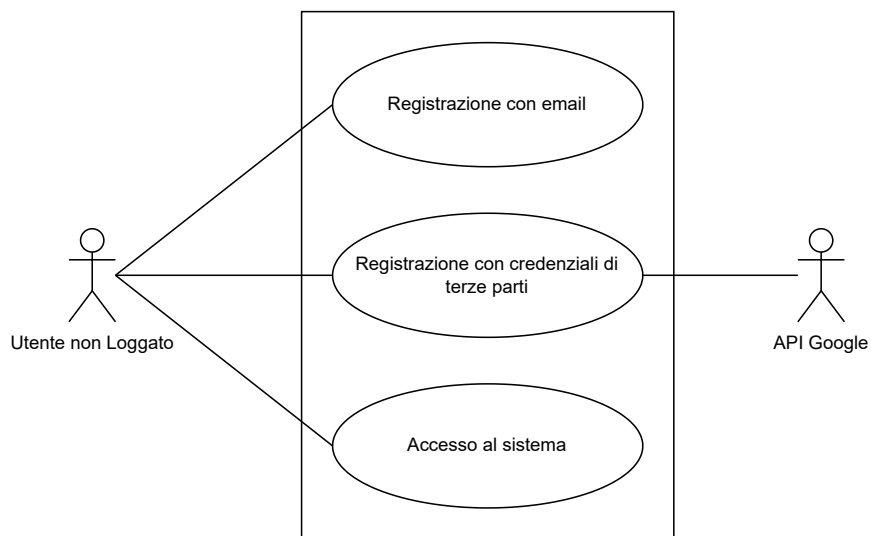 Registrazione con email
Registrazione con credenziali di
terze parti
Utente non Loggato
API Google
Accesso al sistema